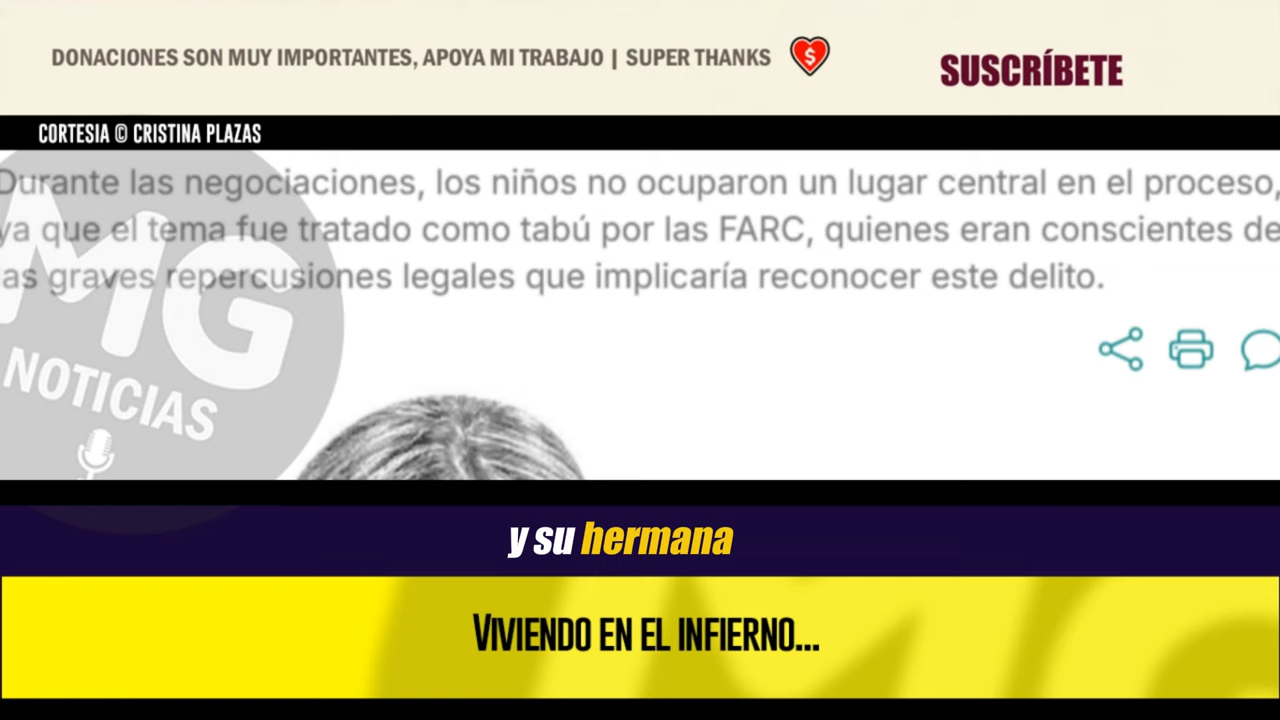 DONACIONES SON MUY IMPORTANTES, APOYA MI TRABAJO | SUPER THANKS
SUSCRÍBETE
CORTESIA © CRISTINA PLAZAS
Durante las negociaciones, los niños no ocuparon un lugar central en el proceso,
ya que el tema fue tratado como tabú por las FARC, quienes eran conscientes de
las graves repercusiones legales que implicaría reconocer este delito.
MG
NOTICIAS
y su hermana
VIVIENDO EN EL INFIERNO...